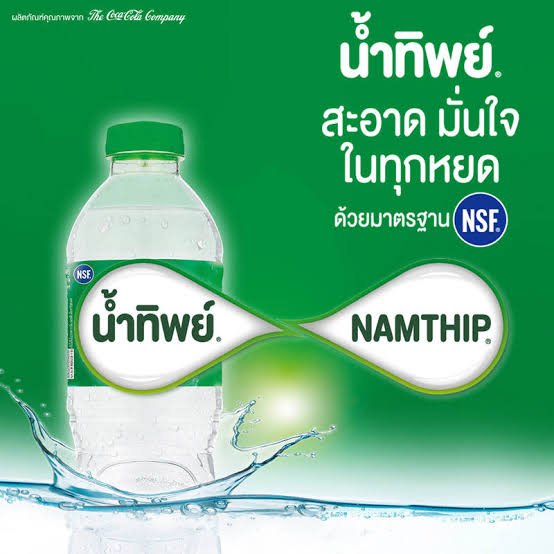 ผลิตภัณฑ์คุณภาพจาก The Coca-Cola Company
น้ำทิพย์®
สะอาด มั่นใจ
ในทุกหยด
ด้วยมาตรฐาน NSF®
NSF®
น้ำทิพย์®
NAMTHIP®